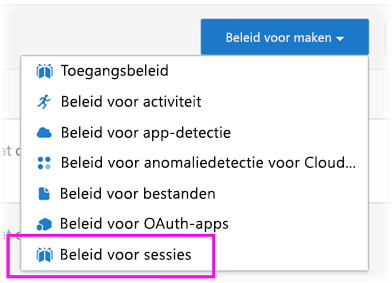 Beleid voor maken
Toegangsbeleid
Beleid voor activiteit
Beleid voor app-detectie
Beleid voor anomaliedetectie voor Cloud...
Beleid voor bestanden
Beleid voor OAuth-apps
Beleid voor sessies